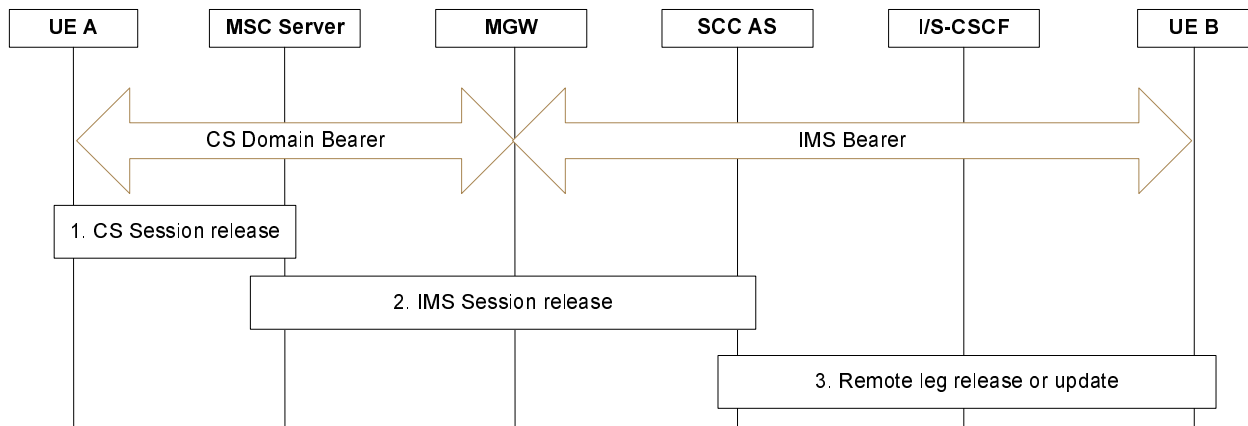 UE A
MSC Server
MGW
SCC AS
I/S-CSCF
UE B
CS Domain Bearer
IMS Bearer
1. CS Session release
2. IMS Session release
3. Remote leg release or update